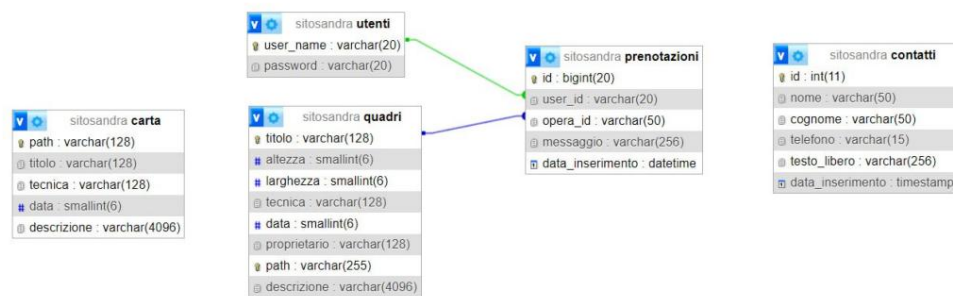 sitosandra utenti
user_name : varchar(20)
password : varchar(20)
sitosandra prenotazioni
id : bigint(20)
user_id : varchar(20)
opera_id : varchar(50)
messaggio : varchar(256)
data_inserimento : datetime
sitosandra contatti
id : int(11)
nome : varchar(50)
cognome : varchar(50)
telefono : varchar(15)
testo_libero : varchar(256)
data_inserimento : timestamp
sitosandra carta
path : varchar(128)
titolo : varchar(128)
tecnica : varchar(128)
data : smallint(6)
descrizione : varchar(4096)
sitosandra quadri
titolo : varchar(128)
altezza : smallint(6)
larghezza : smallint(6)
tecnica : varchar(128)
data : smallint(6)
proprietario : varchar(128)
path : varchar(255)
descrizione : varchar(4096)